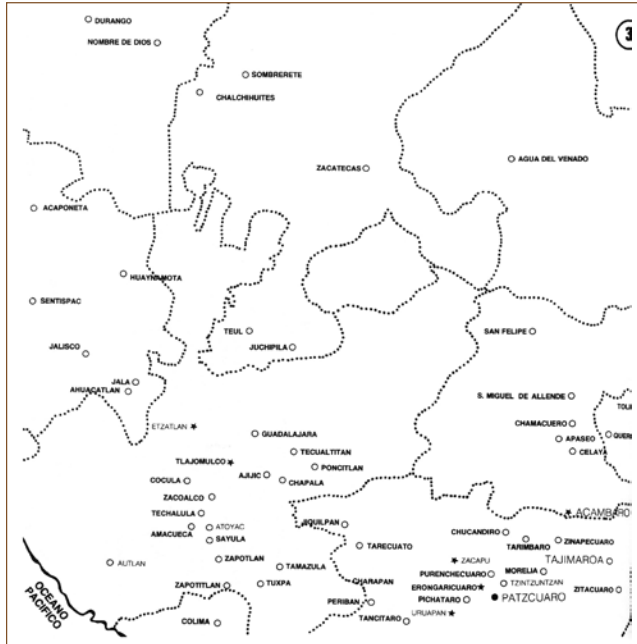 DURANGO
NOMBRE DE DIOS
3
SOMBRERETE
CHALCHIHUITES
ZACATECAS
AGUA DEL VENADO
ACAPONETA
HUAYNAMOTA
SENTISPAC
TEUL
JUCHIPILA
SAN FELIPE
JALISCO
JALA
AHUACATLAN
S. MIGUEL DE ALLENDE
ETZATLAN
GUADALAJARA
CHAMACUERO
APASEO
CELAYA
TECUALTITAN
TLAJOMULCO
PONCITLAN
COCULA
AJIJIC
CHAPALA
ZACOALCO
TECHALULA
ACAMBARO
AMACUECA
ATOYAC
SAYULA
JIQUILPAN
CHUCANDIRO
TARIMBARO
ZINAPECUARO
TARECUATO
AUTLAN
ZAPOTLAN
TAMAZULA
ZACAPU
TAJIMAROA
PURENCHECUARO
MORELIA
CHARAPAN
ERONGARICUARO
TZINTZUNTZAN
ZAPOTITLAN
TUXPA
ZITACUARO
PERIBAN
PICHATARO
PATZCUARO
URUAPAN
TANCITARO
COLIMA
OCEANO
PACIFICO